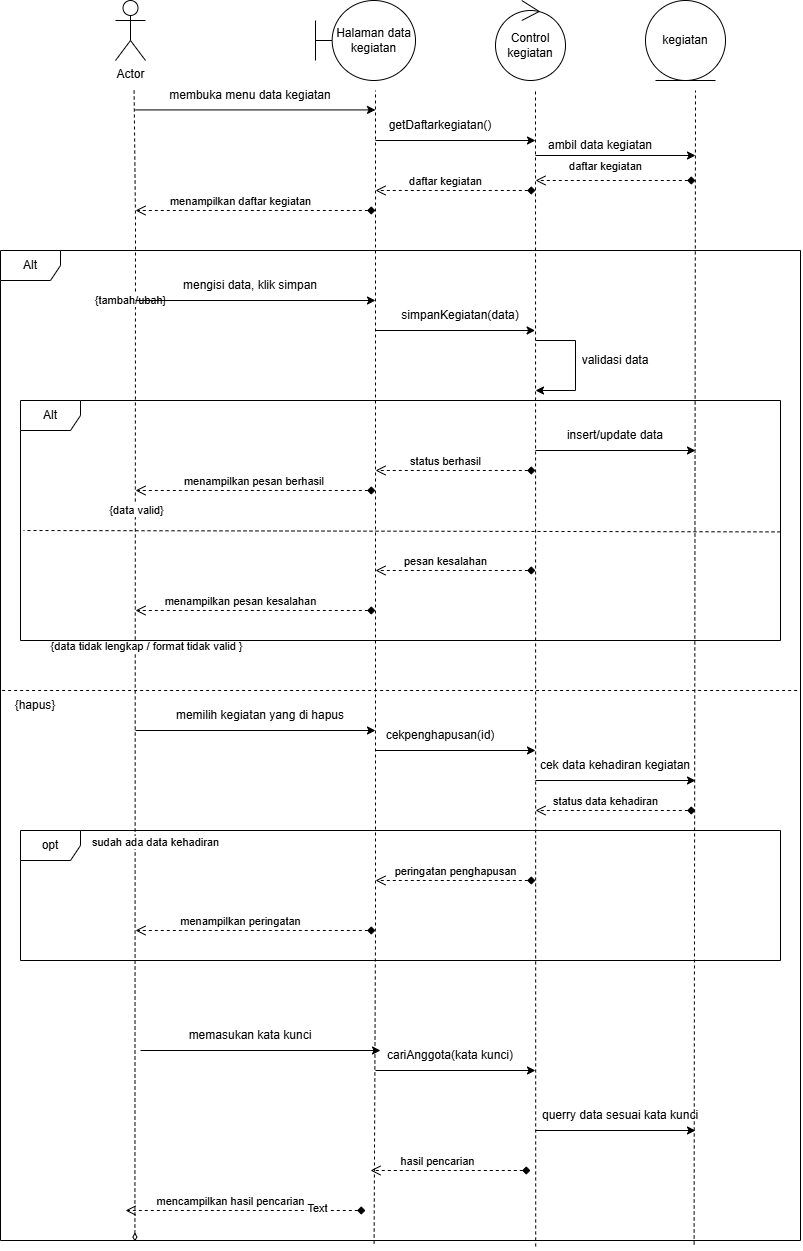 Halaman data
kegiatan
Control
kegiatan
kegiatan
Actor
membuka menu data kegiatan
getDaftarkegiatan()
ambil data kegiatan
daftar kegiatan
daftar kegiatan
menampilkan daftar kegiatan
Alt
mengisi data, klik simpan
{tambah/ubah}
simpanKegiatan(data)
validasi data
Alt
insert/update data
status berhasil
menampilkan pesan berhasil
{data valid}
pesan kesalahan
menampilkan pesan kesalahan
{data tidak lengkap / format tidak valid }
{hapus}
memilih kegiatan yang di hapus
cekpenghapusan(id)
cek data kehadiran kegiatan
status data kehadiran
opt
sudah ada data kehadiran
peringatan penghapusan
menampilkan peringatan
memasukan kata kunci
cariAnggota(kata kunci)
querry data sesuai kata kunci
hasil pencarian
mencampilkan hasil pencarian
Text